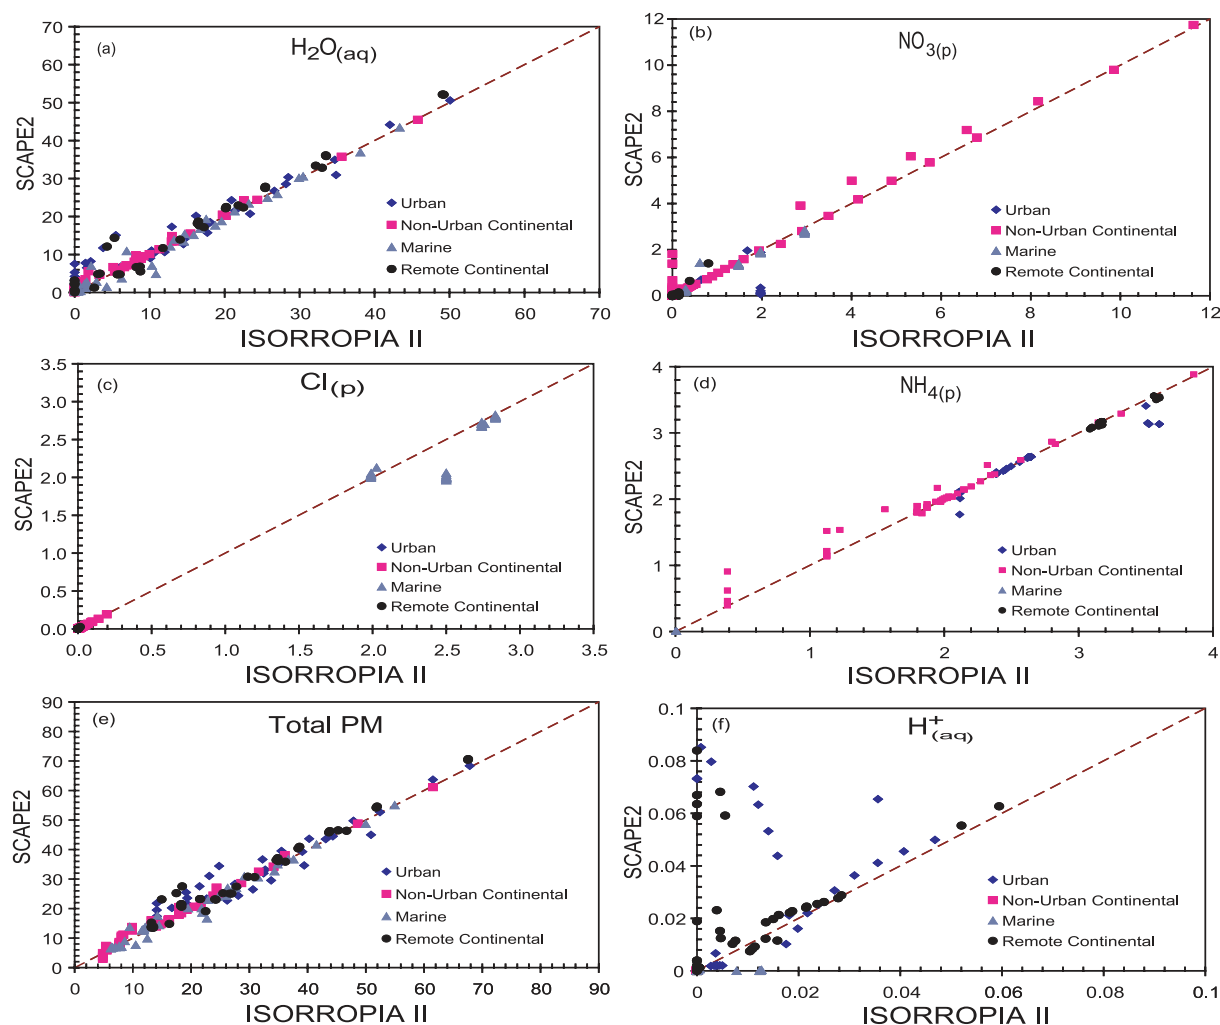 (a)
H2O(aq)
70
60
50
40
30
20
10
0
SCAPE2
Urban
Non-Urban Continental
Marine
Remote Continental
0 10 20 30 40 50 60 70
ISORROPIA II
(b)
NO3(p)
12
10
8
6
4
2
0
SCAPE2
Urban
Non-Urban Continental
Marine
Remote Continental
0 2 4 6 8 10 12
ISORROPIA II
(c)
Cl(p)
3.5
3.0
2.5
2.0
1.5
1.0
0.5
0.0
SCAPE2
Urban
Non-Urban Continental
Marine
Remote Continental
0.0 0.5 1.0 1.5 2.0 2.5 3.0 3.5
ISORROPIA II
(d)
NH4(p)
4
3
2
1
0
SCAPE2
Urban
Non-Urban Continental
Marine
Remote Continental
0 1 2 3 4
ISORROPIA II
(e)
Total PM
90
80
70
60
50
40
30
20
10
0
SCAPE2
Urban
Non-Urban Continental
Marine
Remote Continental
0 10 20 30 40 50 60 70 80 90
ISORROPIA II
(f)
H+(aq)
0.1
0.08
0.06
0.04
0.02
0
SCAPE2
Urban
Non-Urban Continental
Marine
Remote Continental
0 0.02 0.04 0.06 0.08 0.1
ISORROPIA II